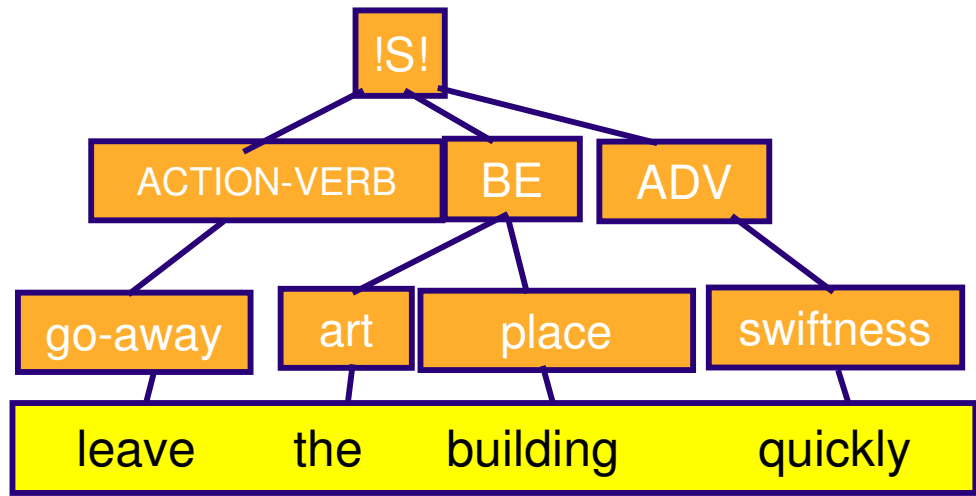 !S!
ACTION-VERB BE ADV
go-away art place swiftness
leave the building quickly